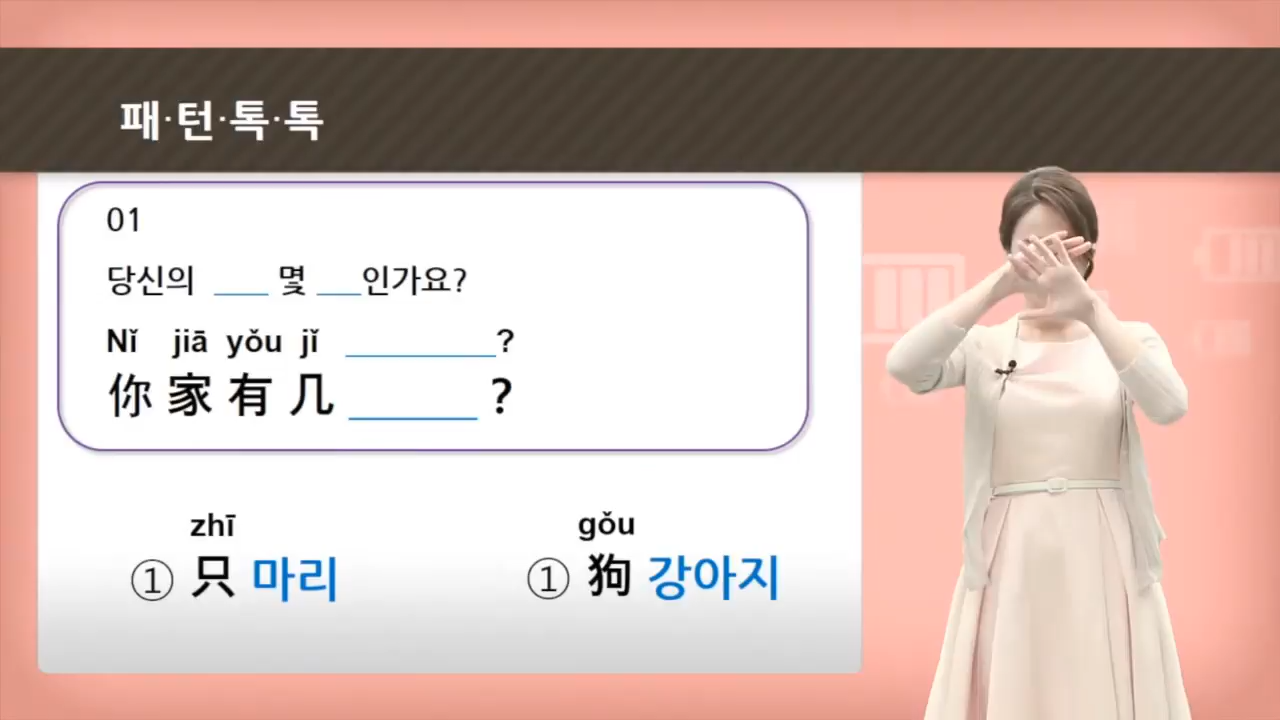 패·턴·톡·톡
01
당신의 ___ 몇 ___인가요?
Nǐ jiā yǒu jǐ ________?
你 家 有 几 ______ ?
zhī
① 只 마리
gǒu
① 狗 강아지